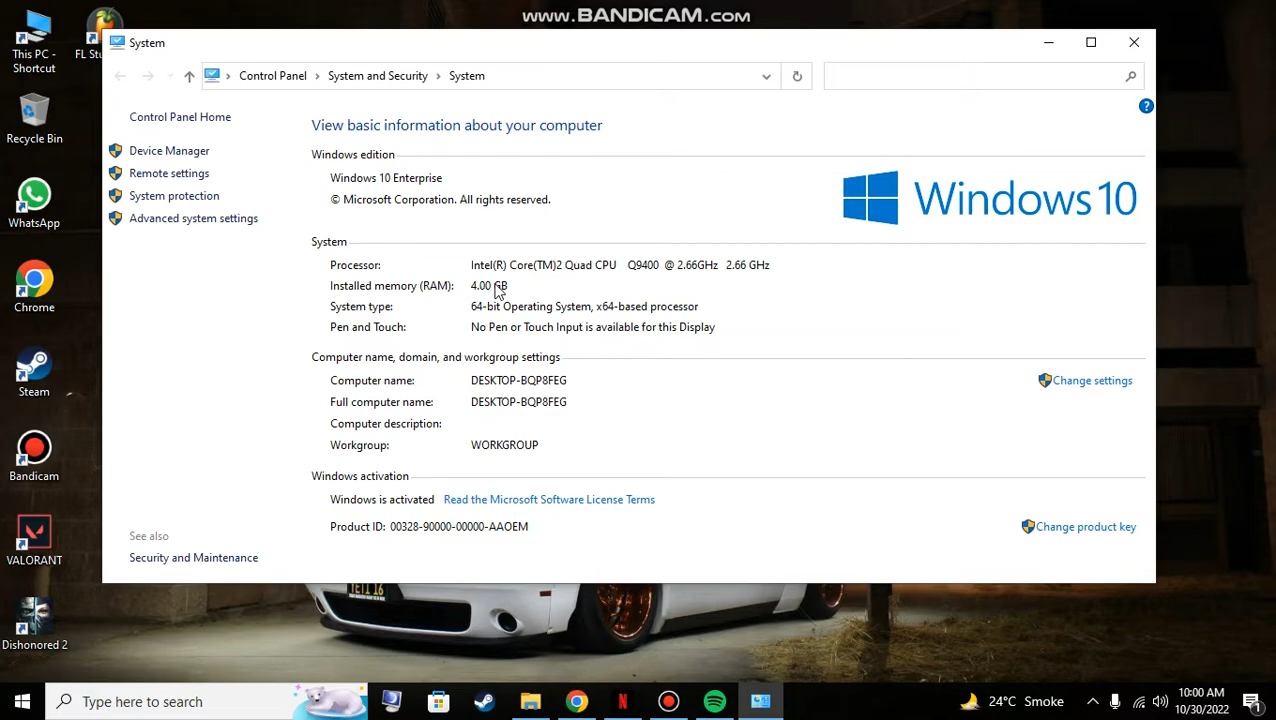 www.BANDICAM.com
This PC -
Shortcut
FL Stu
Recycle Bin
WhatsApp
Chrome
Steam
Bandicam
VALORANT
Dishonored 2
System
Control Panel > System and Security > System
Control Panel Home
Device Manager
Remote settings
System protection
Advanced system settings
See also
Security and Maintenance
View basic information about your computer
Windows edition
Windows 10 Enterprise
© Microsoft Corporation. All rights reserved.
Windows 10
System
Processor: Intel(R) Core(TM)2 Quad CPU Q9400 @ 2.66GHz 2.66 GHz
Installed memory (RAM): 4.00 GB
System type: 64-bit Operating System, x64-based processor
Pen and Touch: No Pen or Touch Input is available for this Display
Computer name, domain, and workgroup settings
Computer name: DESKTOP-BQP8FEG
Change settings
Full computer name: DESKTOP-BQP8FEG
Computer description:
Workgroup: WORKGROUP
Windows activation
Windows is activated Read the Microsoft Software License Terms
Product ID: 00328-90000-00000-AAOEM
Change product key
YETI 16
Type here to search
24°C Smoke
10:00 AM
10/30/2022
1